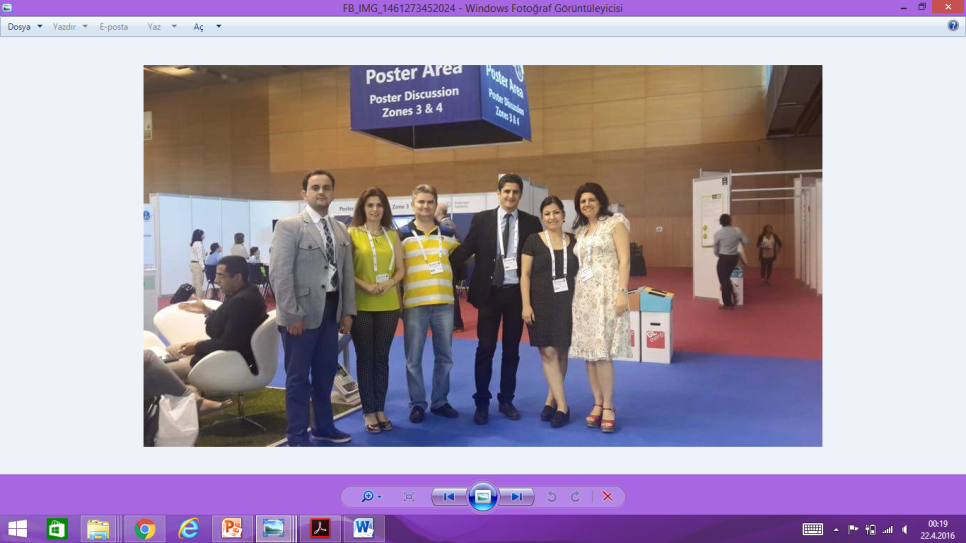 FB_IMG_1461273452024 - Windows Fotoğraf Görüntüleyicisi
Dosya Yazdır E-posta Yaz Aç
Poster Area
Poster Discussion
Zones 3 & 4
Poster Area
Poster Discussion
Zones 3 & 4
Zone 3
00:19
22.4.2016